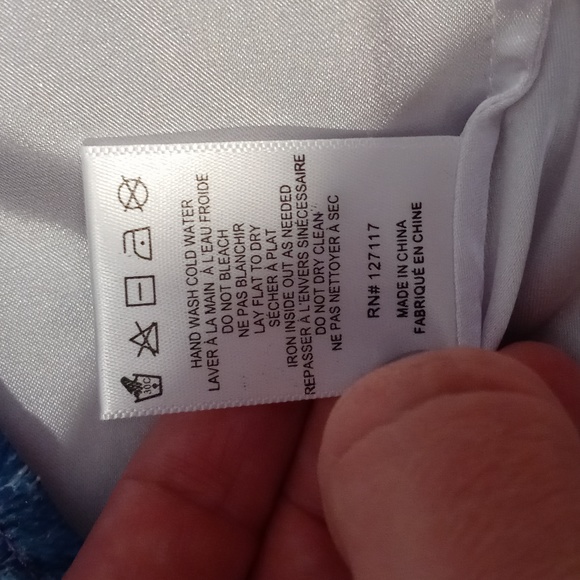 30C
HAND WASH COLD WATER
LAVER À LA MAIN À L'EAU FROIDE
DO NOT BLEACH
NE PAS BLANCHIR
LAY FLAT TO DRY
SÉCHER À PLAT
IRON INSIDE OUT AS NEEDED
REPASSER À L'ENVERS SINÉCESSAIRE
DO NOT DRY CLEAN
NE PAS NETTOYER À SEC
RN# 127117
MADE IN CHINA
FABRIQUÉ EN CHINE